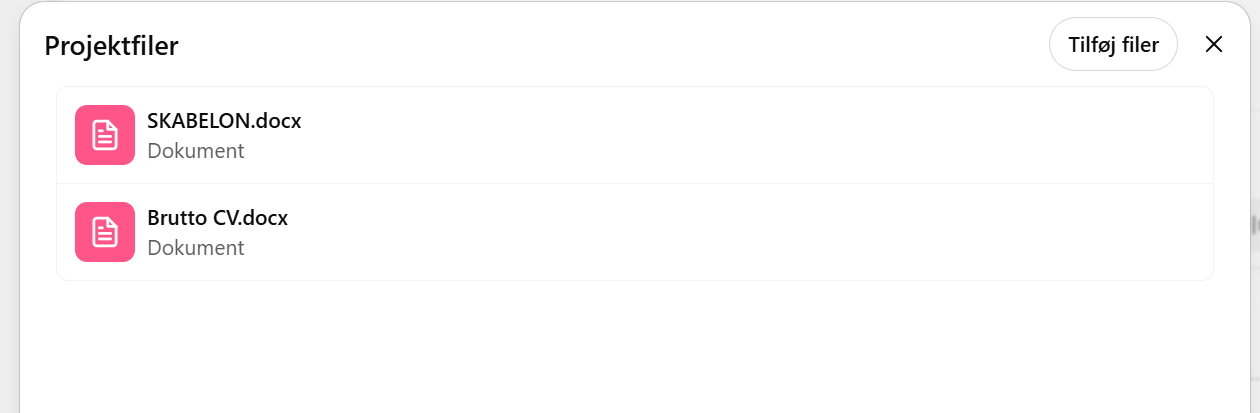 Projektfiler
Tilføj filer
SKABELON.docx
Dokument
Brutto CV.docx
Dokument